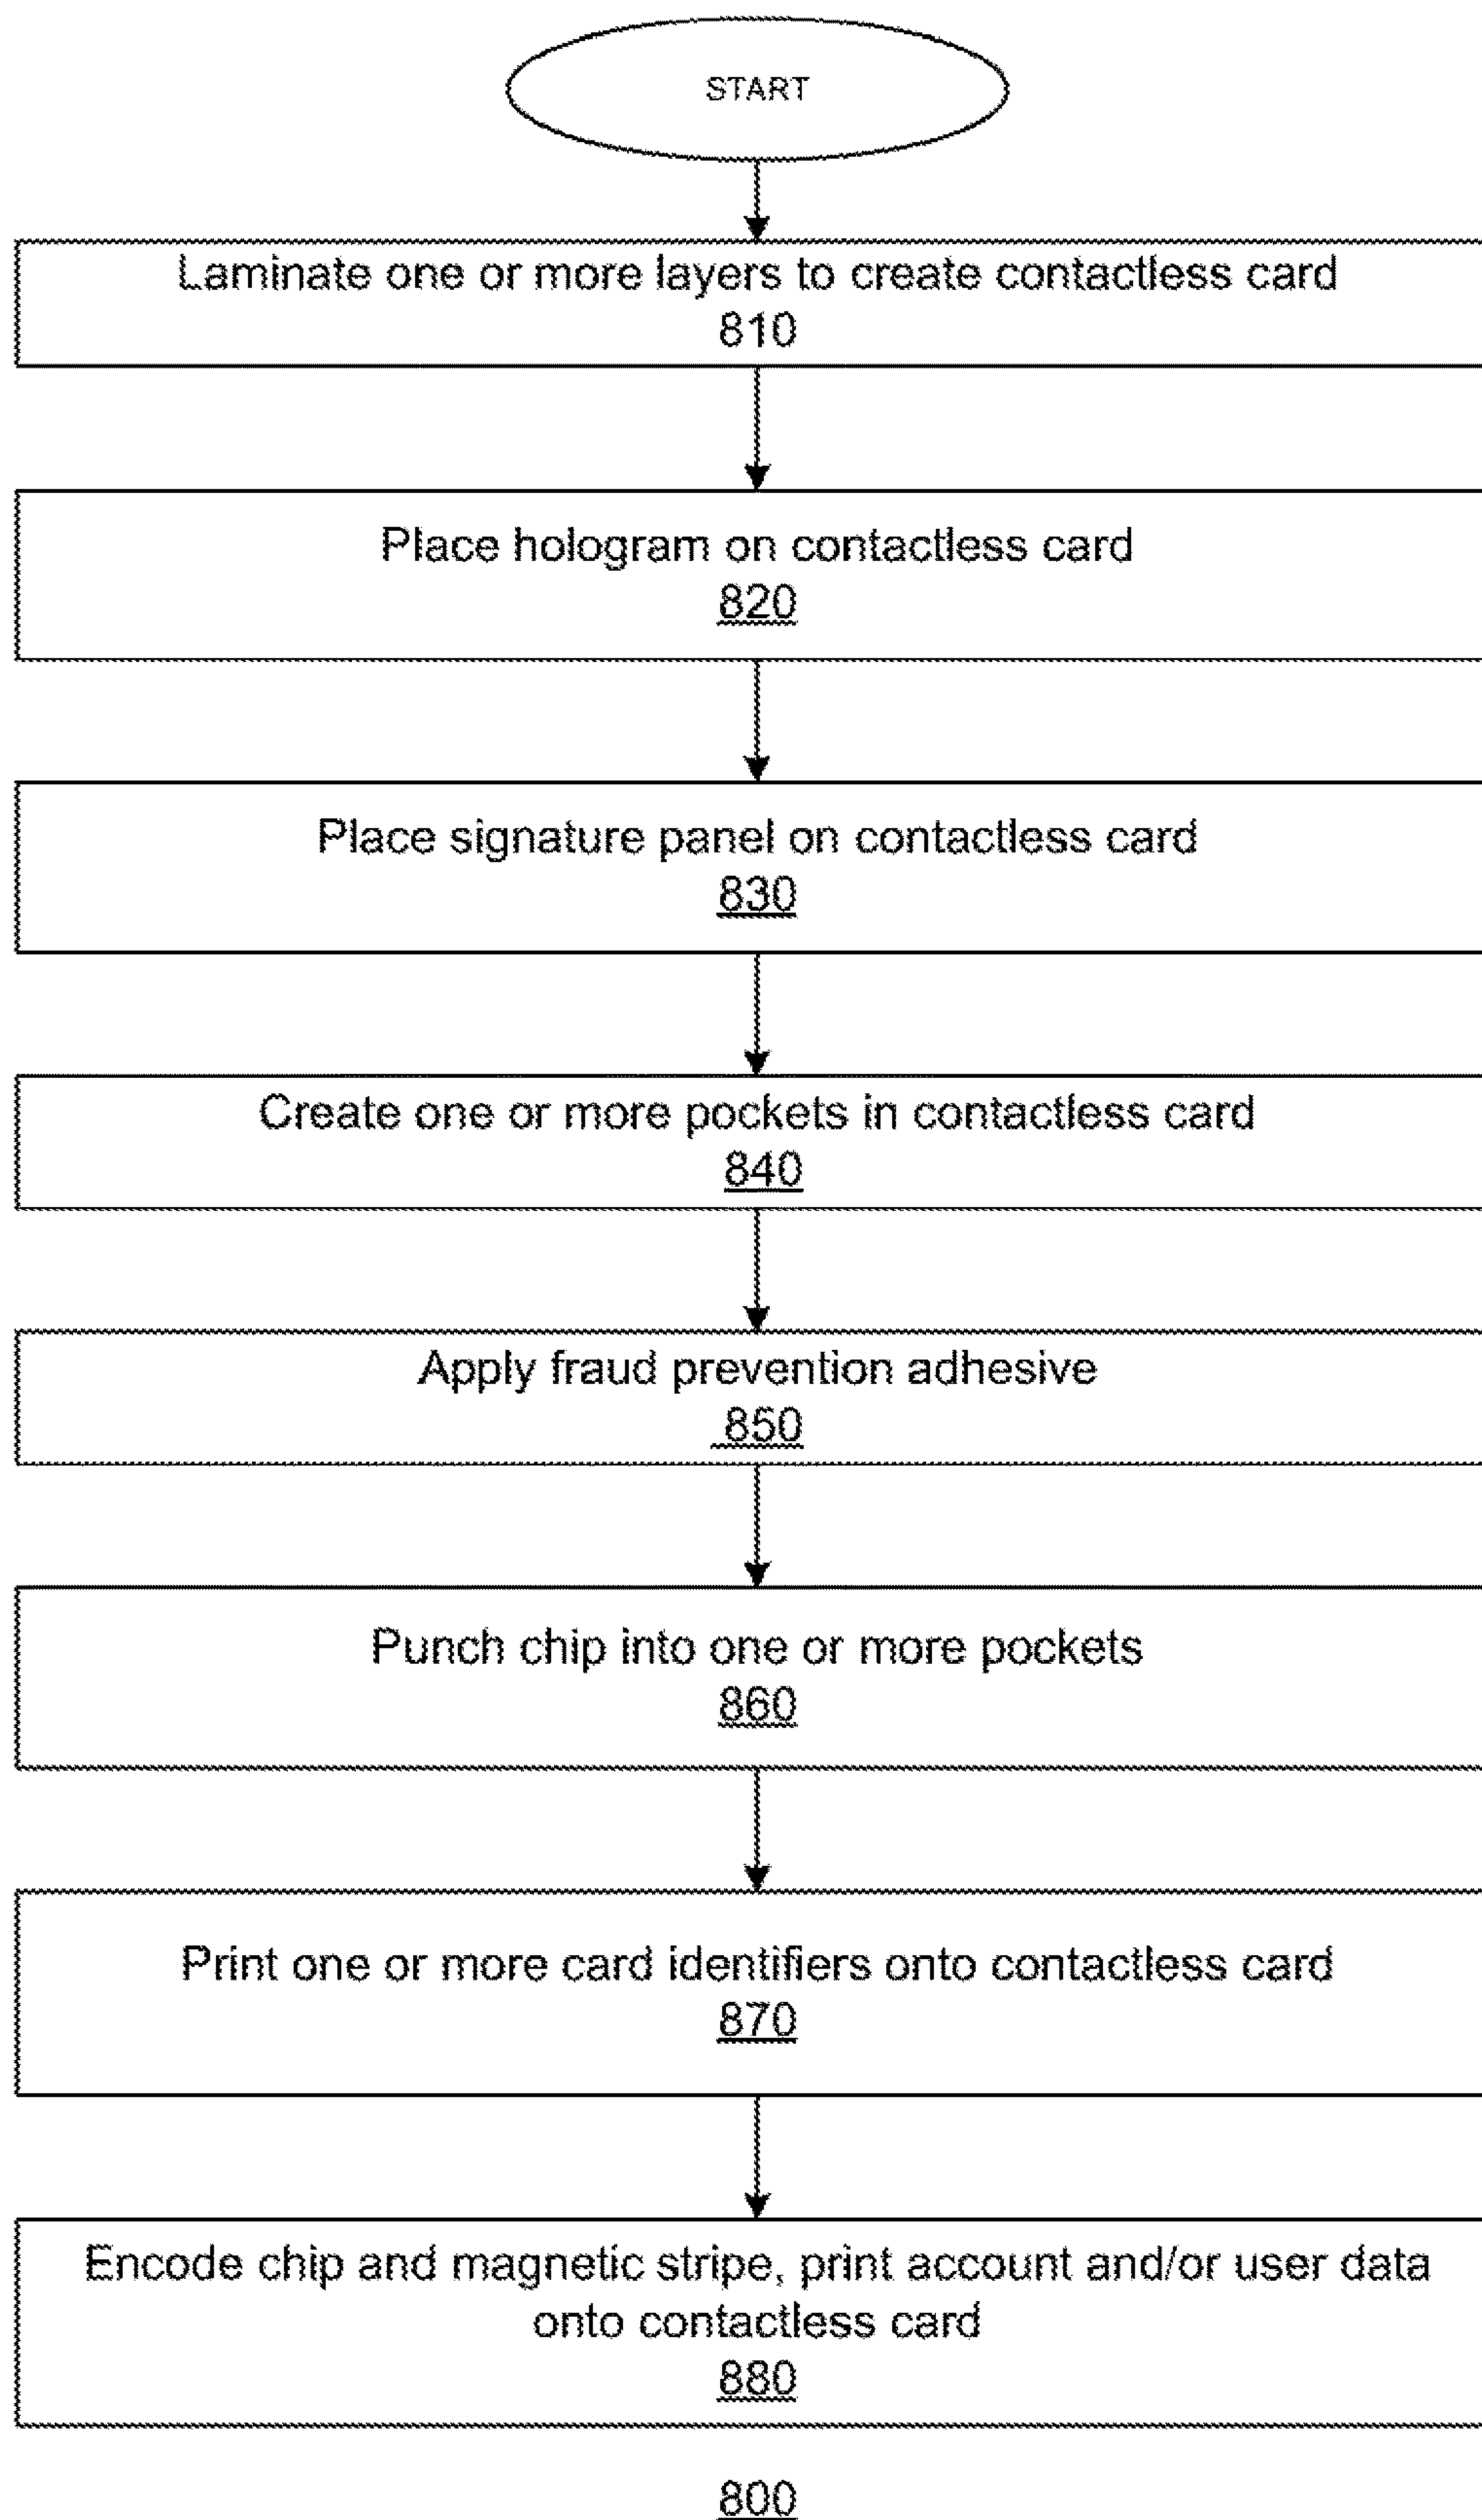 START
Laminate one or more layers to create contactless card
810
Place hologram on contactless card
820
Place signature panel on contactless card
830
Create one or more pockets in contactless card
840
Apply fraud prevention adhesive
850
Punch chip into one or more pockets
860
Print one or more card identifiers onto contactless card
870
Encode chip and magnetic stripe, print account and/or user data
onto contactless card
880
800